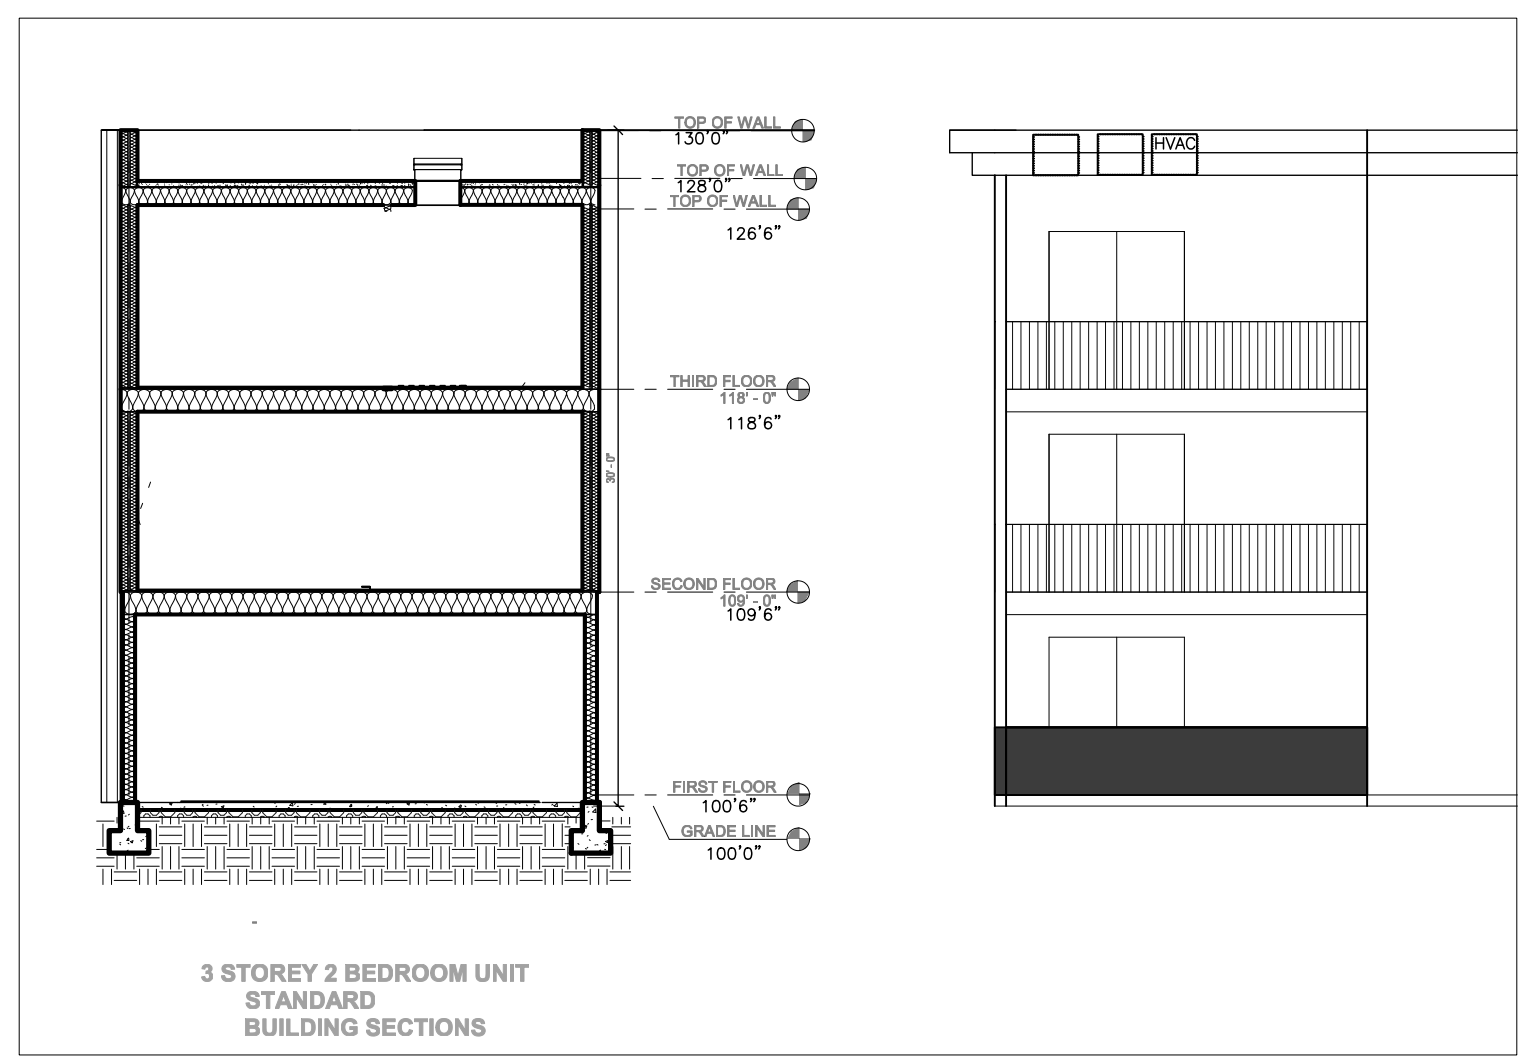 TOP OF WALL
130'0"
TOP OF WALL
128'0"
TOP OF WALL
126'6"
HVAC
THIRD FLOOR
118' - 0"
118'6"
30' - 0"
SECOND FLOOR
109' - 0"
109'6"
FIRST FLOOR
100'6"
GRADE LINE
100'0"
3 STOREY 2 BEDROOM UNIT
STANDARD
BUILDING SECTIONS